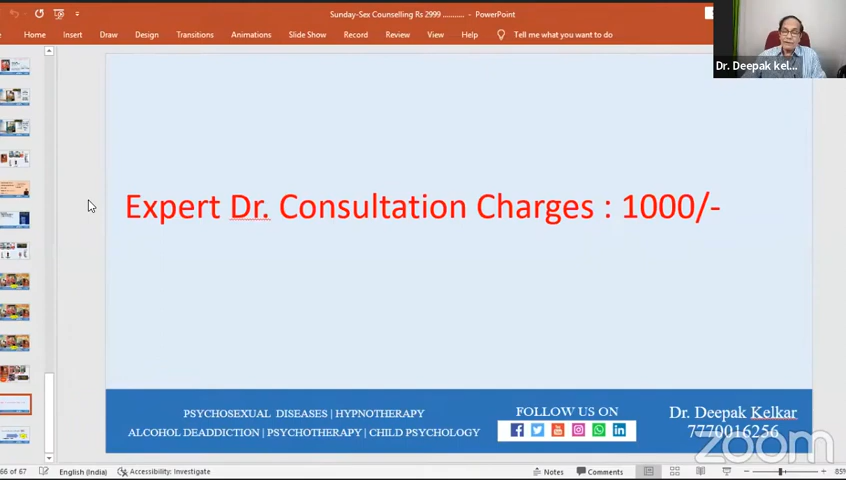 Sunday-Sex Counselling Rs 2999 ........... - PowerPoint
Home Insert Draw Design Transitions Animations Slide Show Record Review View Help Tell me what you want to do
Dr. Deepak kel...
Expert Dr. Consultation Charges : 1000/-
PSYCHOSEXUAL DISEASES | HYPNOTHERAPY
ALCOHOL DEADDICTION | PSYCHOTHERAPY | CHILD PSYCHOLOGY
FOLLOW US ON
Dr. Deepak Kelkar
7770016256
zoom
66 of 67 English (India) Accessibility: Investigate Notes Comments 85%